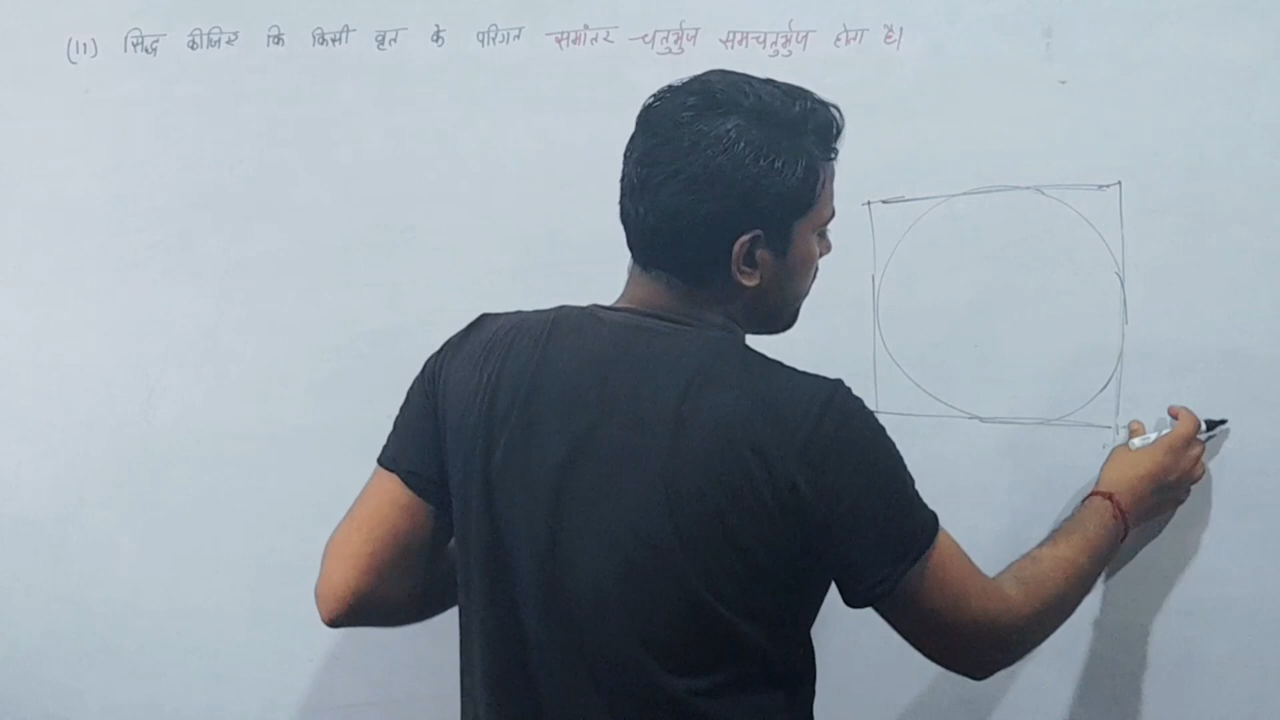 (11) सिद्ध कीजिए कि किसी वृत के परिगत समांतर चतुर्भुज समचतुर्भुज होता है।